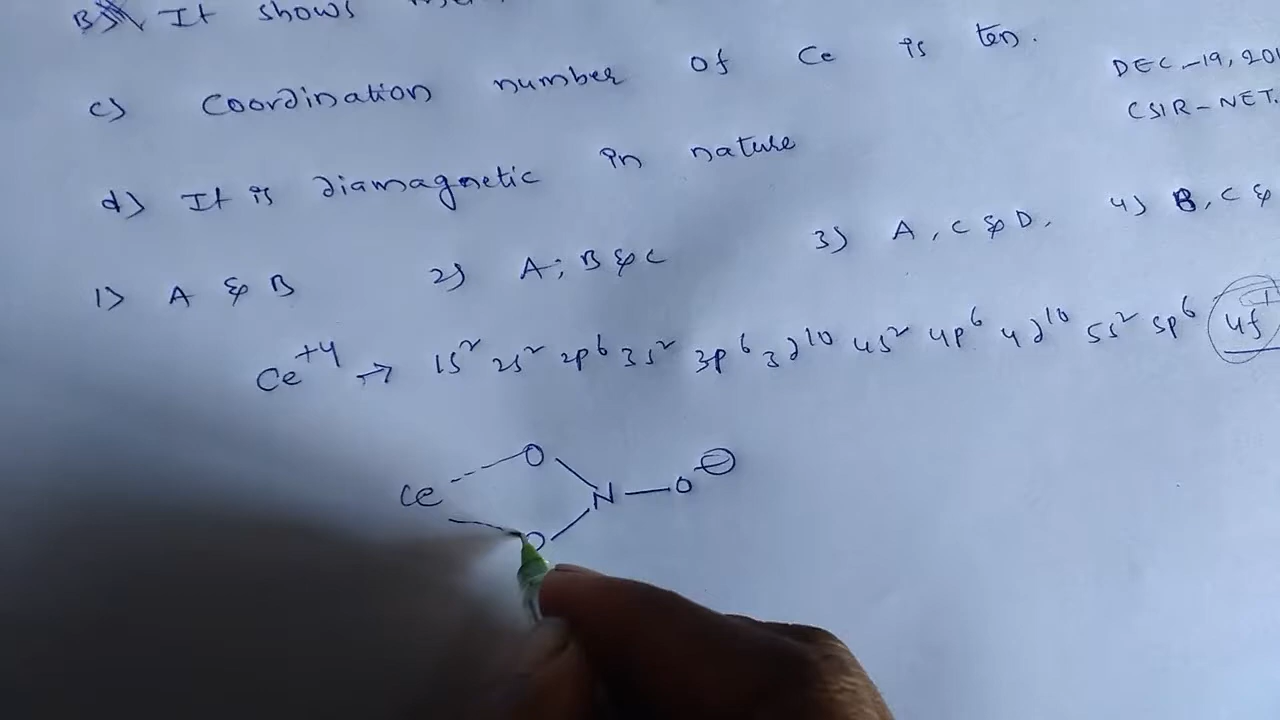 B) It shows
c) Coordination number of Ce is ten.
DEC-19, 201
CSIR-NET.
d) It is diamagnetic in nature
1) A & B 2) A, B & C 3) A, C & D, 4) B, C &
Ce⁺⁴ → 1s² 2s² 2p⁶ 3s² 3p⁶ 3d¹⁰ 4s² 4p⁶ 4d¹⁰ 5s² 5p⁶ 4f¹
Ce O O N O ⊖